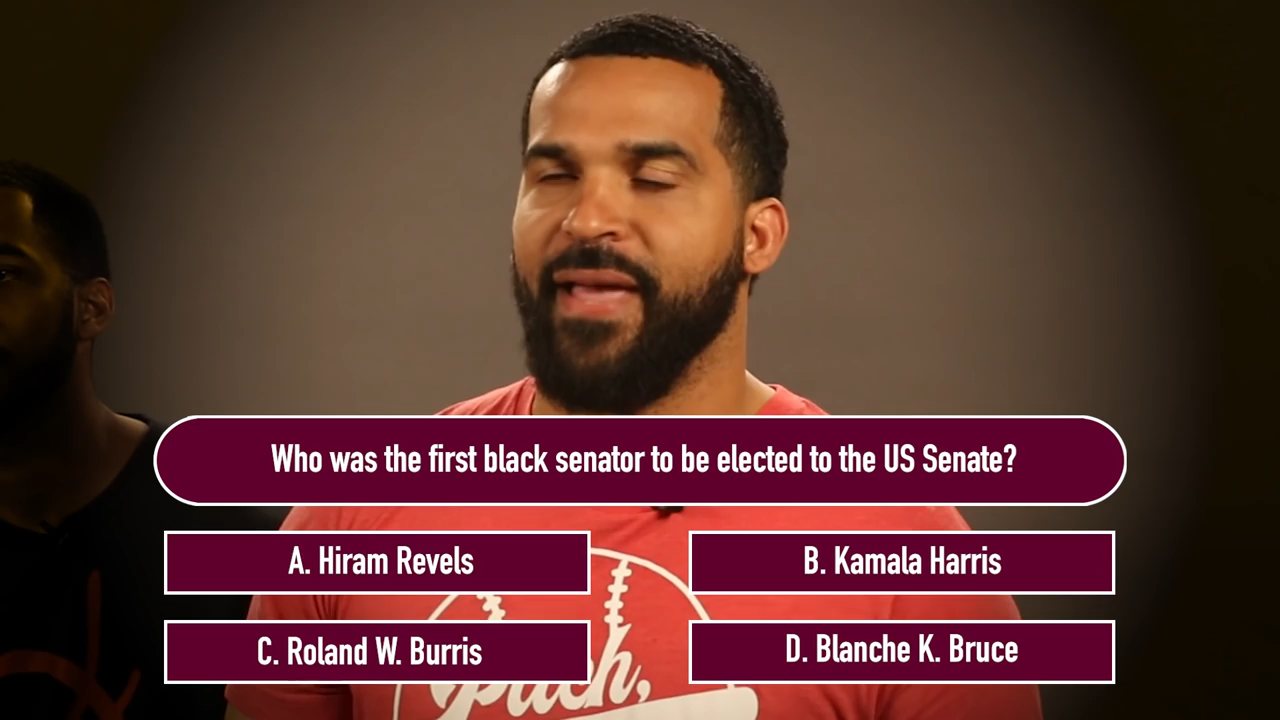 Who was the first black senator to be elected to the US Senate?
A. Hiram Revels
B. Kamala Harris
C. Roland W. Burris
D. Blanche K. Bruce